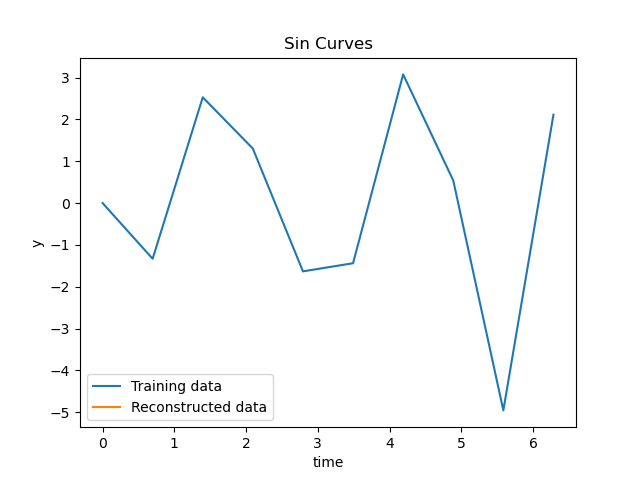 Sin Curves
3
2
1
0
−1
−2
−3
−4
−5
y
Training data
Reconstructed data
0 1 2 3 4 5 6
time